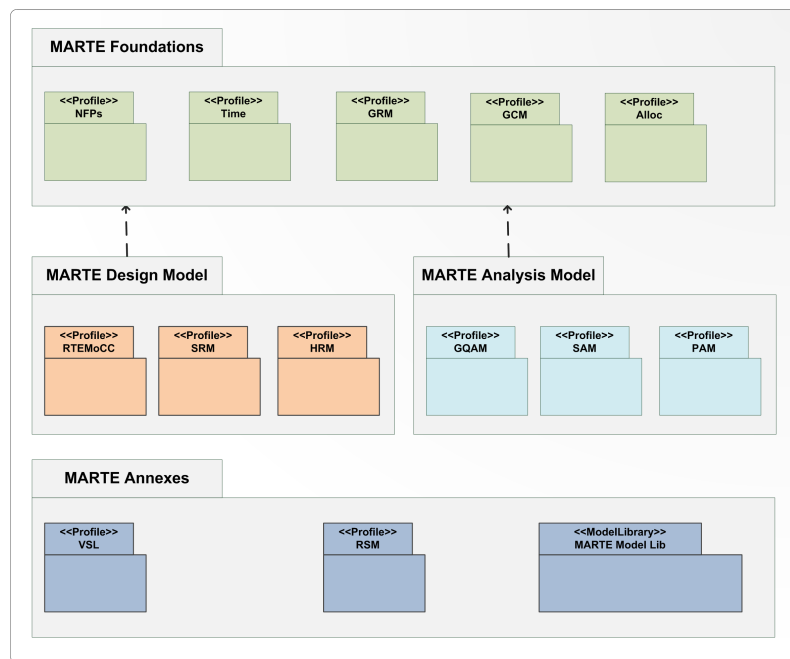 MARTE Foundations
<<Profile>>
NFPs
<<Profile>>
Time
<<Profile>>
GRM
<<Profile>>
GCM
<<Profile>>
Alloc
MARTE Design Model
<<Profile>>
RTEMoCC
<<Profile>>
SRM
<<Profile>>
HRM
MARTE Analysis Model
<<Profile>>
GQAM
<<Profile>>
SAM
<<Profile>>
PAM
MARTE Annexes
<<Profile>>
VSL
<<Profile>>
RSM
<<ModelLibrary>>
MARTE Model Lib